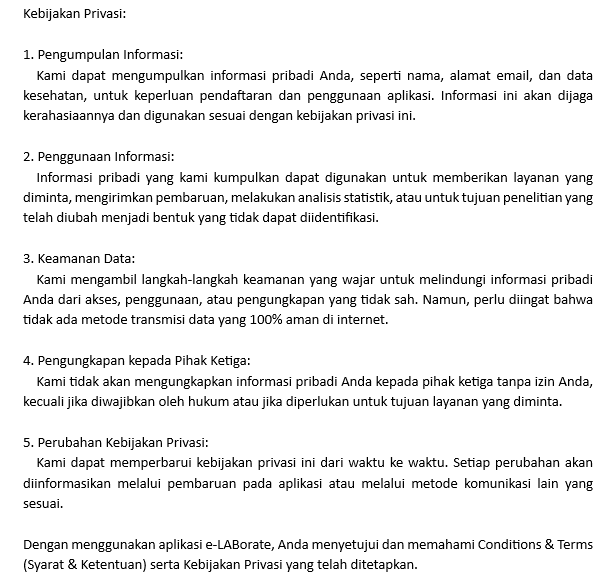 Kebijakan Privasi:
1. Pengumpulan Informasi:
Kami dapat mengumpulkan informasi pribadi Anda, seperti nama, alamat email, dan data
kesehatan, untuk keperluan pendaftaran dan penggunaan aplikasi. Informasi ini akan dijaga
kerahasiaannya dan digunakan sesuai dengan kebijakan privasi ini.
2. Penggunaan Informasi:
Informasi pribadi yang kami kumpulkan dapat digunakan untuk memberikan layanan yang
diminta, mengirimkan pembaruan, melakukan analisis statistik, atau untuk tujuan penelitian yang
telah diubah menjadi bentuk yang tidak dapat diidentifikasi.
3. Keamanan Data:
Kami mengambil langkah-langkah keamanan yang wajar untuk melindungi informasi pribadi
Anda dari akses, penggunaan, atau pengungkapan yang tidak sah. Namun, perlu diingat bahwa
tidak ada metode transmisi data yang 100% aman di internet.
4. Pengungkapan kepada Pihak Ketiga:
Kami tidak akan mengungkapkan informasi pribadi Anda kepada pihak ketiga tanpa izin Anda,
kecuali jika diwajibkan oleh hukum atau jika diperlukan untuk tujuan layanan yang diminta.
5. Perubahan Kebijakan Privasi:
Kami dapat memperbarui kebijakan privasi ini dari waktu ke waktu. Setiap perubahan akan
diinformasikan melalui pembaruan pada aplikasi atau melalui metode komunikasi lain yang
sesuai.
Dengan menggunakan aplikasi e-LABorate, Anda menyetujui dan memahami Conditions & Terms
(Syarat & Ketentuan) serta Kebijakan Privasi yang telah ditetapkan.